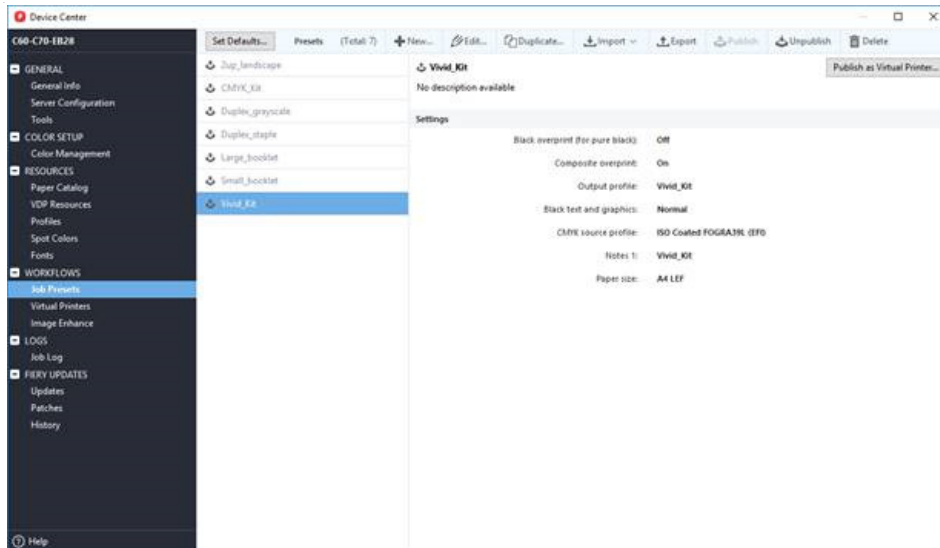 Device Center
C60-C70-EB28
Set Defaults... Presets (Total: 7) New... Edit... Duplicate... Import Export Publish Unpublish Delete
GENERAL
General Info
Server Configuration
Tools
COLOR SETUP
Color Management
RESOURCES
Paper Catalog
VDP Resources
Profiles
Spot Colors
Fonts
WORKFLOWS
Job Presets
Virtual Printers
Image Enhance
LOGS
Job Log
FIERY UPDATES
Updates
Patches
History
Help
2up_landscape
CMYK_Kit
Duplex_grayscale
Duplex_staple
Large_booklet
Small_booklet
Vivid_Kit
Vivid_Kit
Publish as Virtual Printer...
No description available
Settings
Black overprint (for pure black): Off
Composite overprint: On
Output profile: Vivid_Kit
Black text and graphics: Normal
CMYK source profile: ISO Coated FOGRA39L (EFI)
Notes 1: Vivid_Kit
Paper size: A4 LEF